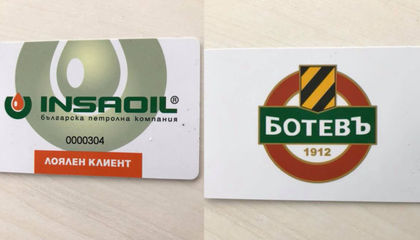 INSAOIL®
българска петролна компания
0000304
ЛОЯЛЕН КЛИЕНТ
БОТЕВЪ
1912